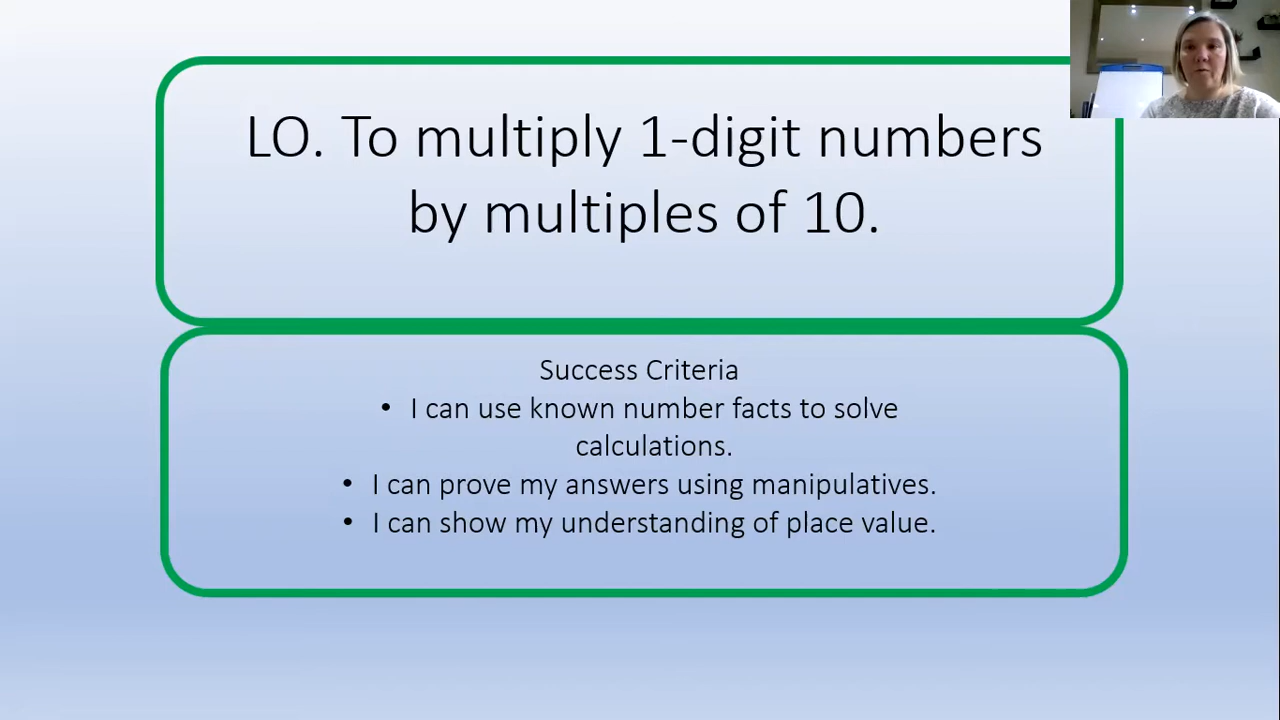 LO. To multiply 1-digit numbers
by multiples of 10.
Success Criteria
• I can use known number facts to solve
calculations.
• I can prove my answers using manipulatives.
• I can show my understanding of place value.